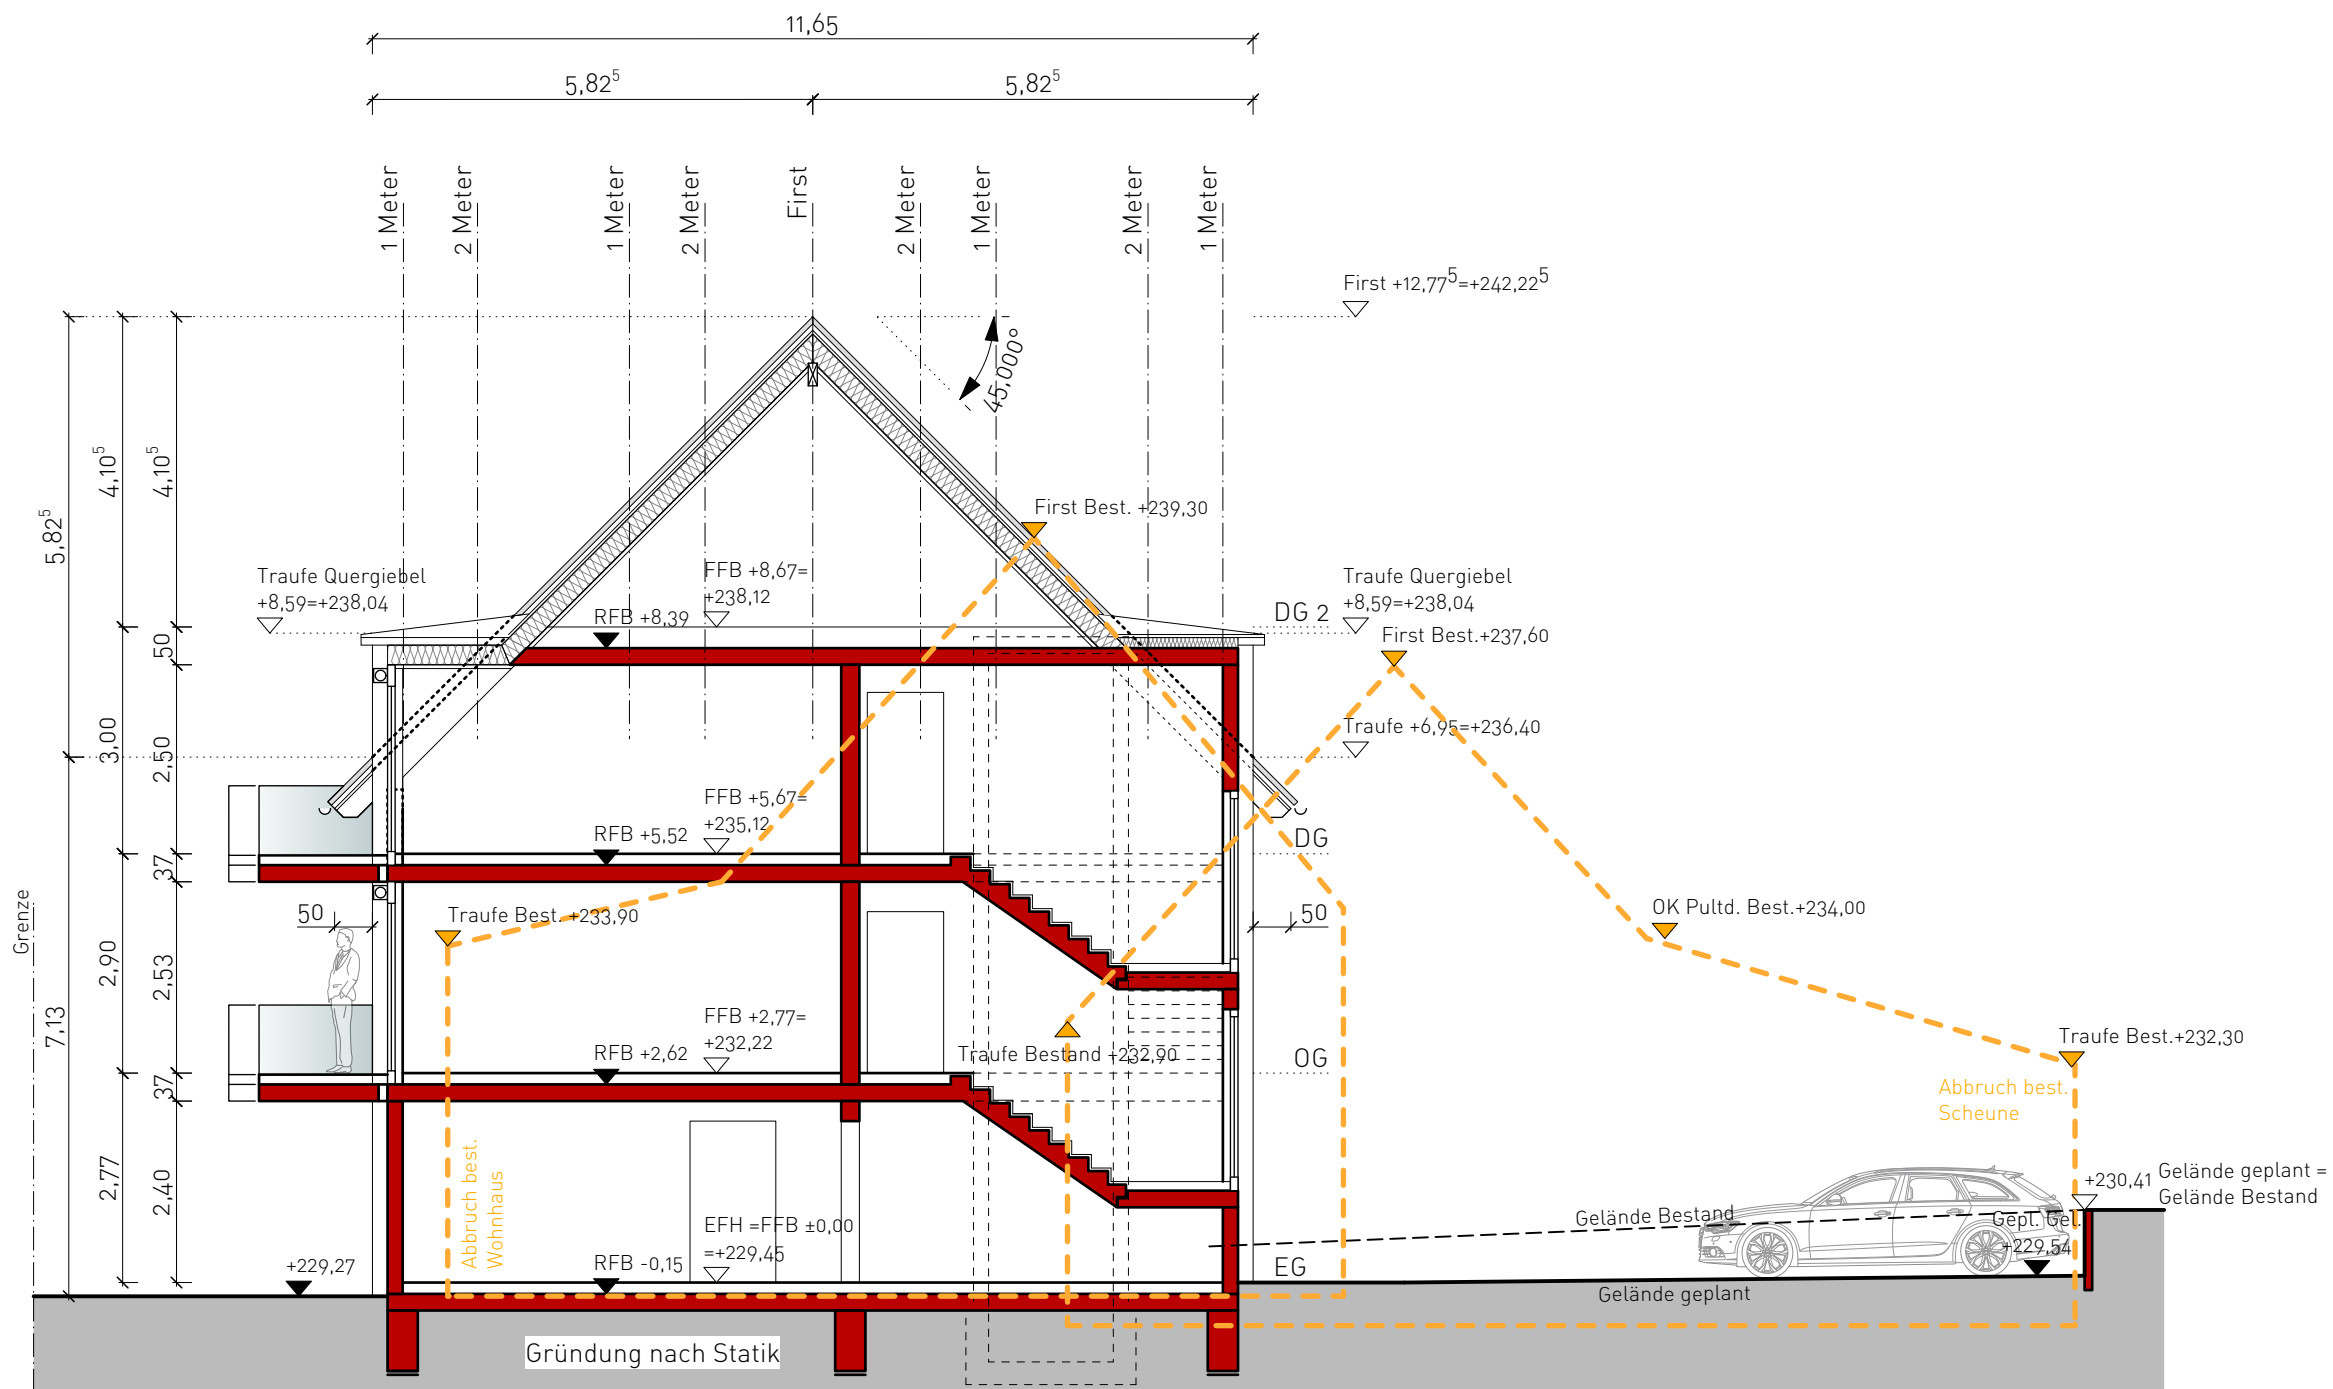 11,65
5,82⁵
5,82⁵
1 Meter
2 Meter
1 Meter
2 Meter
First
2 Meter
1 Meter
2 Meter
1 Meter
First +12,77⁵=+242,22⁵
45,000°
4,10⁵
4,10⁵
5,82⁵
First Best. +239,30
Traufe Quergiebel
+8,59=+238,04
FFB +8,67=
+238,12
RFB +8,39
DG 2
Traufe Quergiebel
+8,59=+238,04
First Best.+237,60
50
3,00
2,50
Traufe +6,95=+236,40
FFB +5,67=
+235,12
RFB +5,52
DG
37
Grenze
50
Traufe Best. +233,90
50
OK Pultd. Best.+234,00
2,90
2,53
7,13
FFB +2,77=
+232,22
RFB +2,62
Traufe Bestand +232,90
OG
Traufe Best.+232,30
37
Abbruch best.
Scheune
2,77
2,40
Abbruch best.
Wohnhaus
EFH =FFB ±0,00
=+229,45
RFB -0,15
+229,27
EG
Gelände Bestand
+230,41
Gelände geplant =
Gelände Bestand
Gepl. Gel.
+229,54
Gelände geplant
Gründung nach Statik